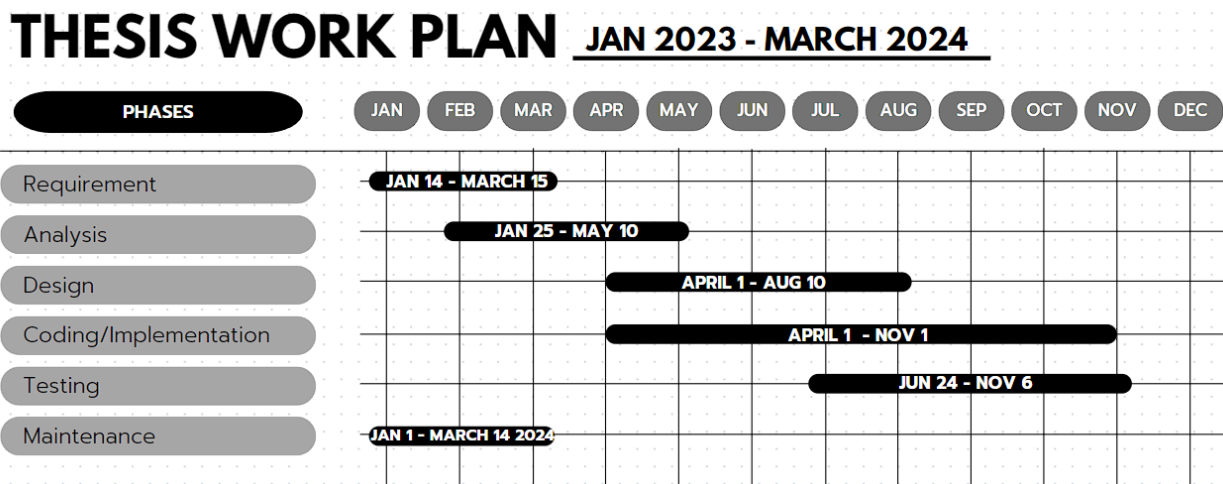 THESIS WORK PLAN JAN 2023 - MARCH 2024
PHASES JAN FEB MAR APR MAY JUN JUL AUG SEP OCT NOV DEC
Requirement JAN 14 - MARCH 15
Analysis JAN 25 - MAY 10
Design APRIL 1 - AUG 10
Coding/Implementation APRIL 1 - NOV 1
Testing JUN 24 - NOV 6
Maintenance JAN 1 - MARCH 14 2024